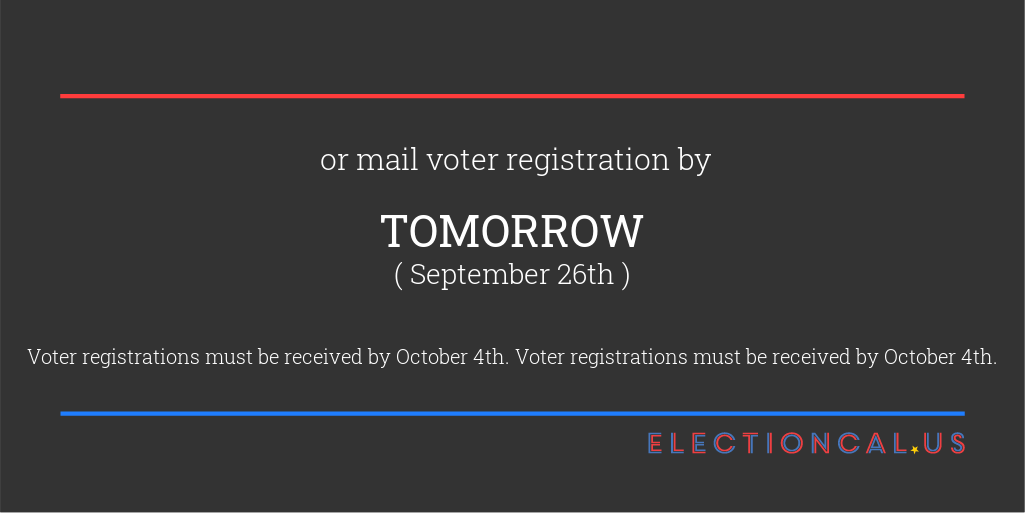 or mail voter registration by
TOMORROW
( September 26th )
Voter registrations must be received by October 4th. Voter registrations must be received by October 4th.
ELECTIONCAL.US